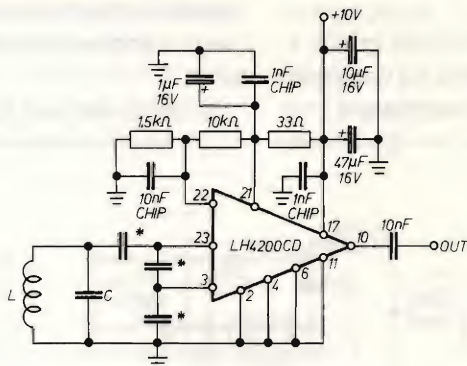 +10V
1µF
16V
+
1nF
CHIP
+
10µF
16V
1,5kΩ
10kΩ
33Ω
+
47µF
16V
10nF
CHIP
1nF
CHIP
22
21
17
23
LH4200CD
10
10nF
OUT
*
*
*
3
2
4
6
11
L
C